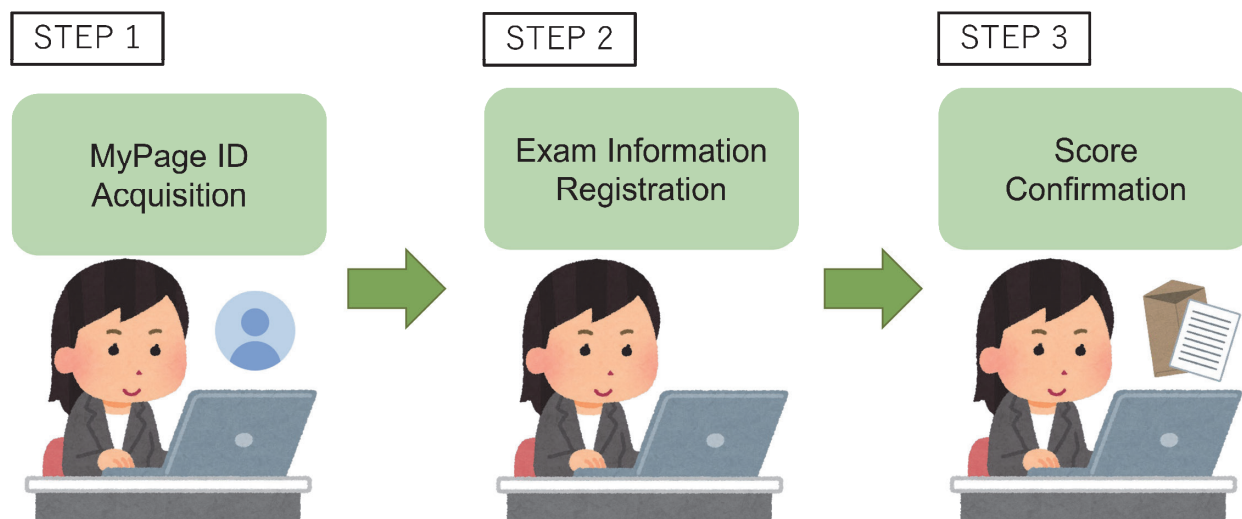 STEP 1
MyPage ID
Acquisition
STEP 2
Exam Information
Registration
STEP 3
Score
Confirmation